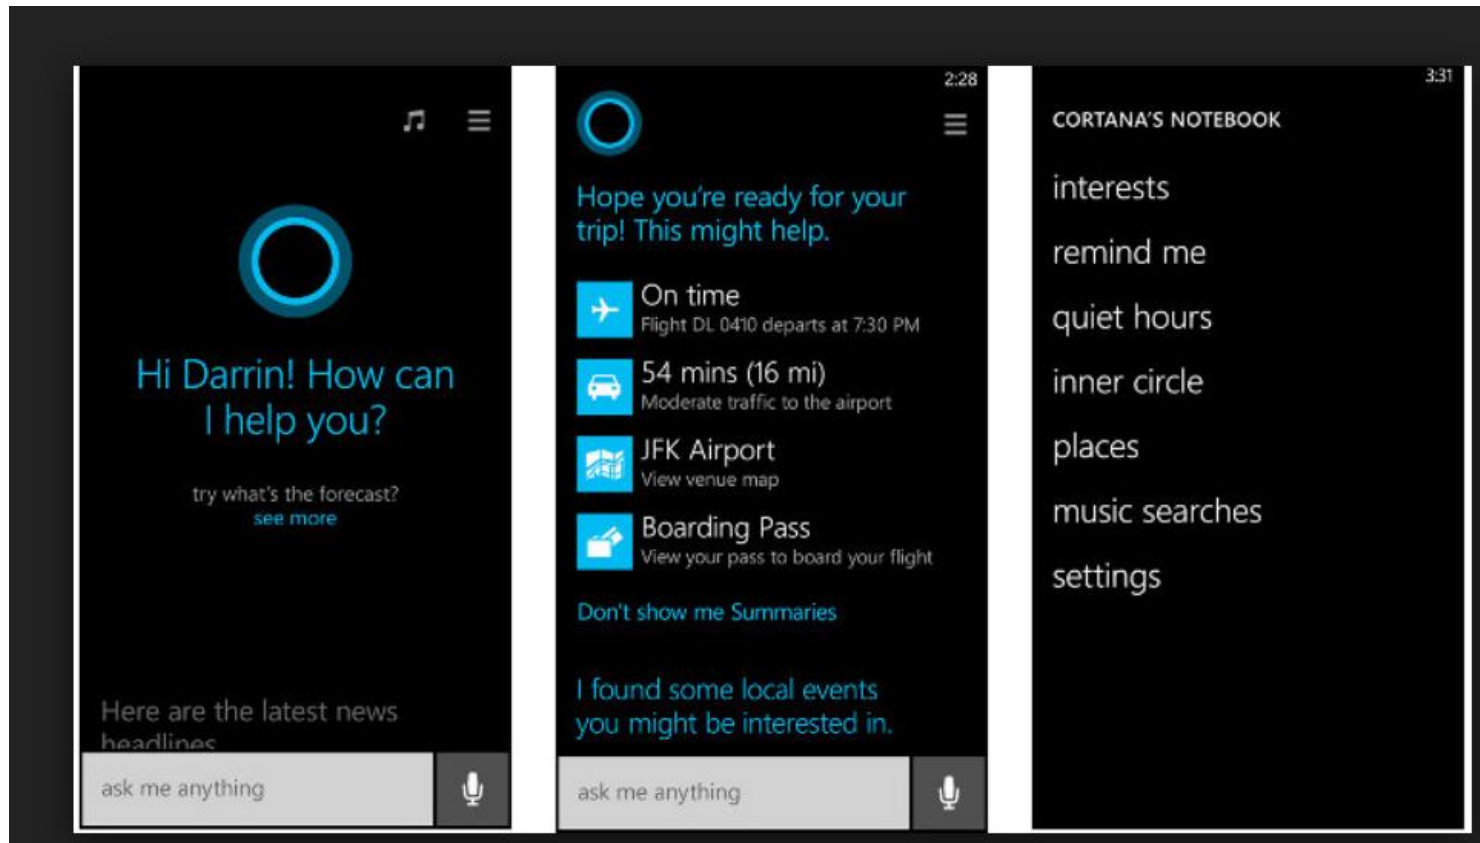 Hi Darrin! How can
I help you?
try what's the forecast?
see more
Here are the latest news
headlines
ask me anything
2:28
Hope you're ready for your
trip! This might help.
On time
Flight DL 0410 departs at 7:30 PM
54 mins (16 mi)
Moderate traffic to the airport
JFK Airport
View venue map
Boarding Pass
View your pass to board your flight
Don't show me Summaries
I found some local events
you might be interested in.
ask me anything
3:31
CORTANA'S NOTEBOOK
interests
remind me
quiet hours
inner circle
places
music searches
settings